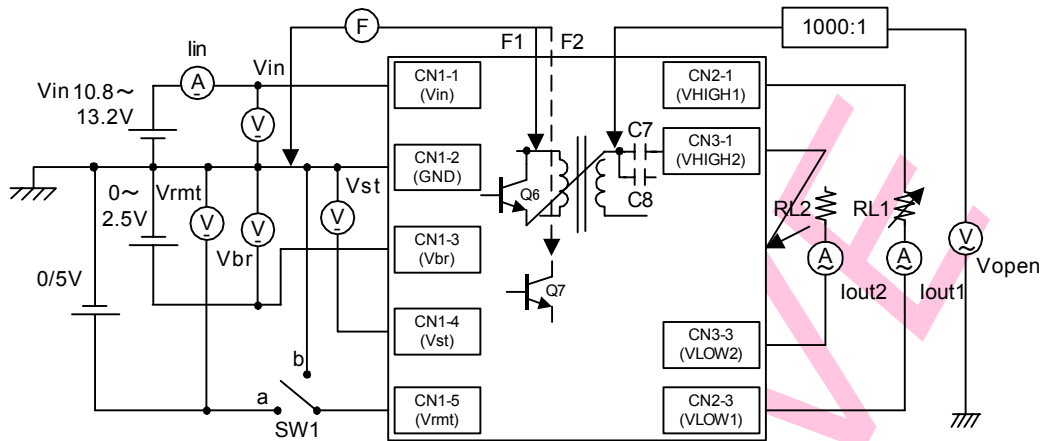 F
F1
F2
1000:1
Iin
Vin
Vin 10.8～
13.2V
A
V
CN1-1
(Vin)
CN2-1
(VHIGH1)
C7
CN3-1
(VHIGH2)
CN1-2
(GND)
Q6
C8
0～
2.5V
Vrmt
V
Vbr
V
Vst
V
RL2
RL1
CN1-3
(Vbr)
A
Iout2
A
Iout1
V
Vopen
0/5V
Q7
CN1-4
(Vst)
CN3-3
(VLOW2)
b
a
SW1
CN1-5
(Vrmt)
CN2-3
(VLOW1)